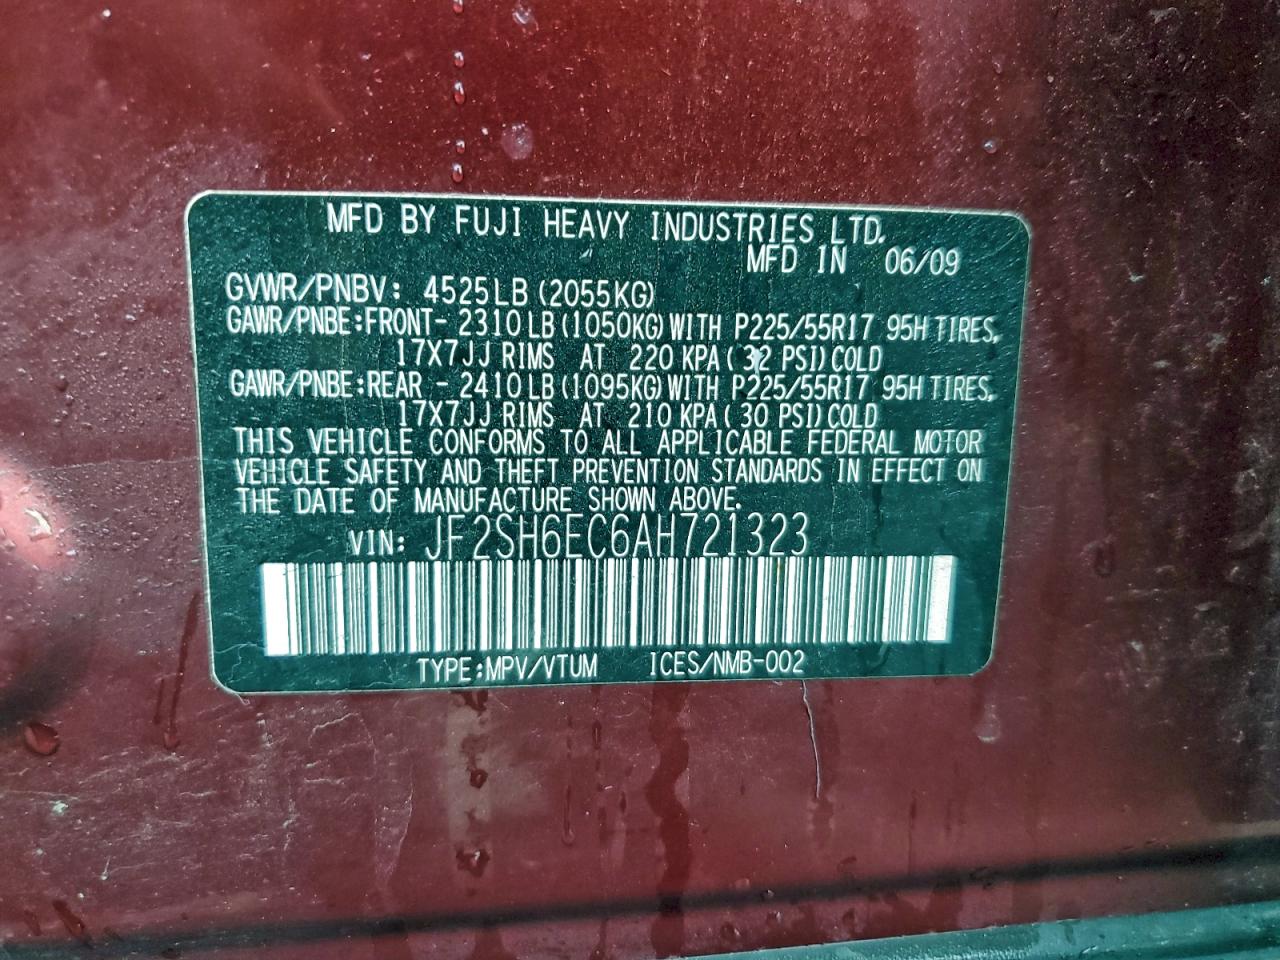 MFD BY FUJI HEAVY INDUSTRIES LTD.
MFD IN 06/09
GVWR/PNBV: 4525LB (2055KG)
GAWR/PNBE:FRONT- 2310LB(1050KG)WITH P225/55R17 95H TIRES,
17X7JJ RIMS AT 220 KPA( 32 PSI)COLD
GAWR/PNBE:REAR - 2410LB(1095KG)WITH P225/55R17 95H TIRES,
17X7JJ RIMS AT 210 KPA( 30 PSI)COLD
THIS VEHICLE CONFORMS TO ALL APPLICABLE FEDERAL MOTOR
VEHICLE SAFETY AND THEFT PREVENTION STANDARDS IN EFFECT ON
THE DATE OF MANUFACTURE SHOWN ABOVE.
VIN: JF2SH6EC6AH721323
TYPE:MPV/VTUM ICES/NMB-002